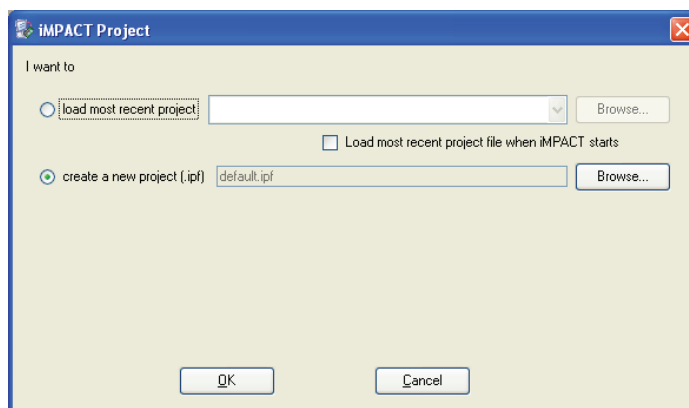 iMPACT Project
I want to
load most recent project Browse...
Load most recent project file when iMPACT starts
create a new project (.ipf) default.ipf Browse...
OK Cancel